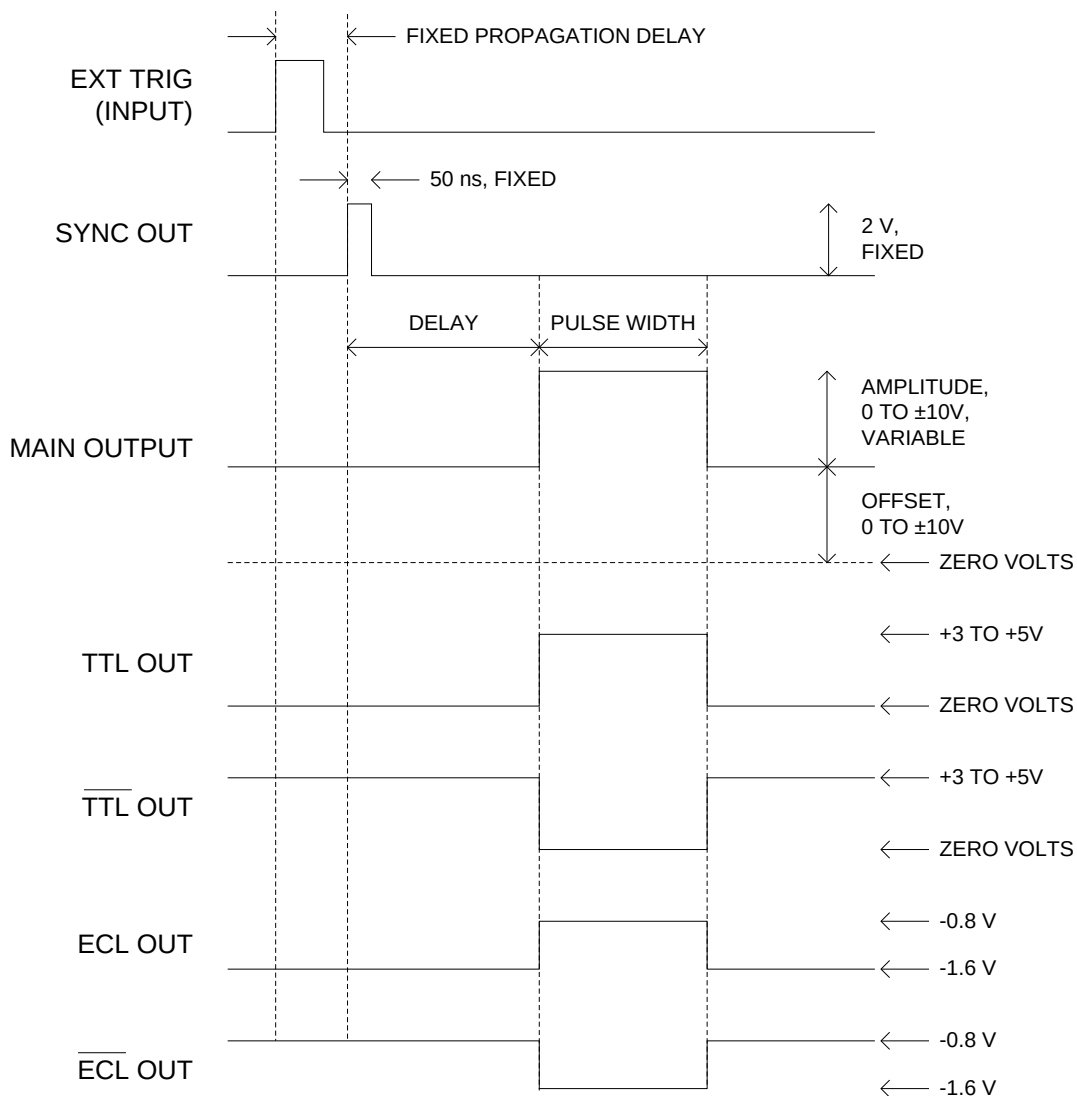 FIXED PROPAGATION DELAY
EXT TRIG
(INPUT)
50 ns, FIXED
SYNC OUT
2 V,
FIXED
DELAY
PULSE WIDTH
AMPLITUDE,
0 TO ±10V,
VARIABLE
MAIN OUTPUT
OFFSET,
0 TO ±10V
ZERO VOLTS
+3 TO +5V
TTL OUT
ZERO VOLTS
+3 TO +5V
T̅T̅L̅ OUT
ZERO VOLTS
-0.8 V
ECL OUT
-1.6 V
-0.8 V
E̅C̅L̅ OUT
-1.6 V